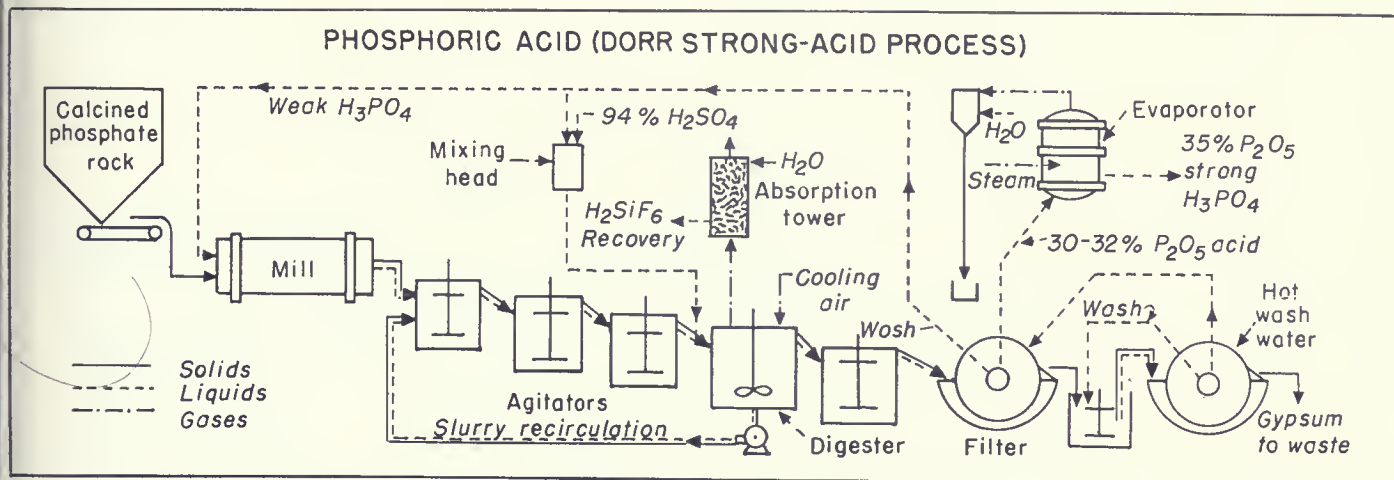 PHOSPHORIC ACID (DORR STRONG-ACID PROCESS)
Calcined
phosphate
rock
Weak H₃PO₄
94% H₂SO₄
Mixing
head
H₂O
Absorption
tower
H₂SiF₆
Recovery
H₂O
Steam
Evaporator
35% P₂O₅
strong
H₃PO₄
30-32% P₂O₅ acid
Mill
Cooling
air
Wash
Wash
Hot
wash
water
Solids
Liquids
Gases
Agitators
Slurry recirculation
Digester
Filter
Gypsum
to waste